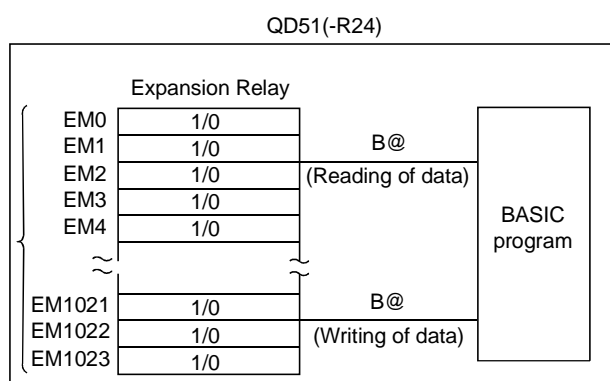 QD51(-R24)
Expansion Relay
EM0 1/0
EM1 1/0 B@
EM2 1/0 (Reading of data)
EM3 1/0
EM4 1/0
BASIC
program
EM1021 1/0 B@
EM1022 1/0 (Writing of data)
EM1023 1/0